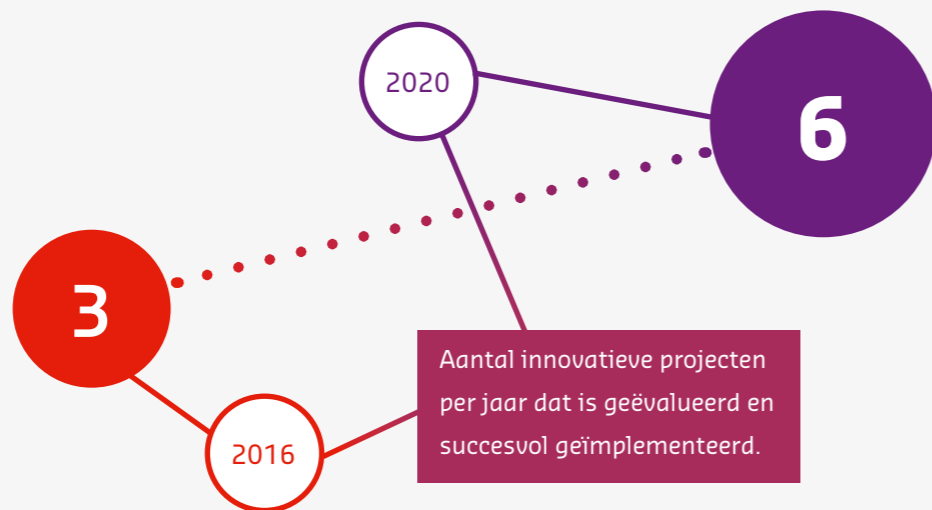 2020
6
3
2016
Aantal innovatieve projecten
per jaar dat is geëvalueerd en
succesvol geïmplementeerd.